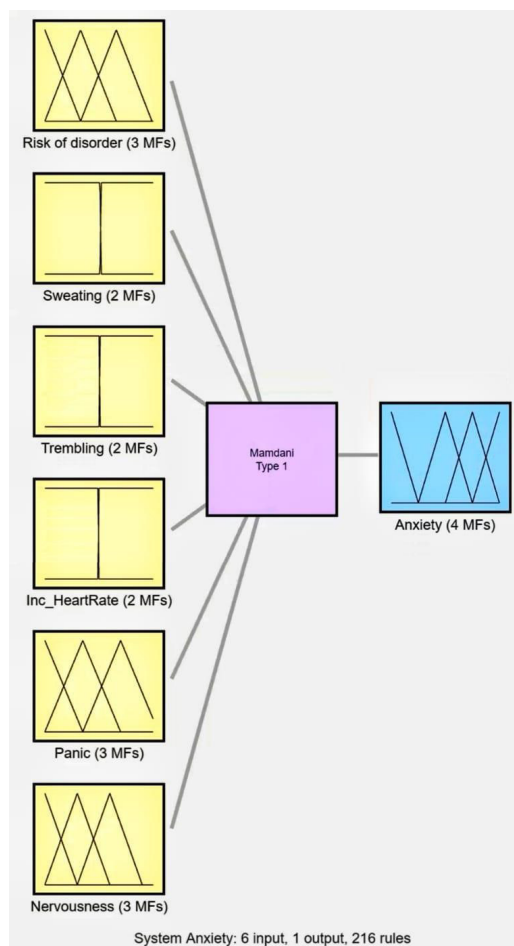 Risk of disorder (3 MFs)
Sweating (2 MFs)
Trembling (2 MFs)
Mamdani
Type 1
Anxiety (4 MFs)
Inc_HeartRate (2 MFs)
Panic (3 MFs)
Nervousness (3 MFs)
System Anxiety: 6 input, 1 output, 216 rules